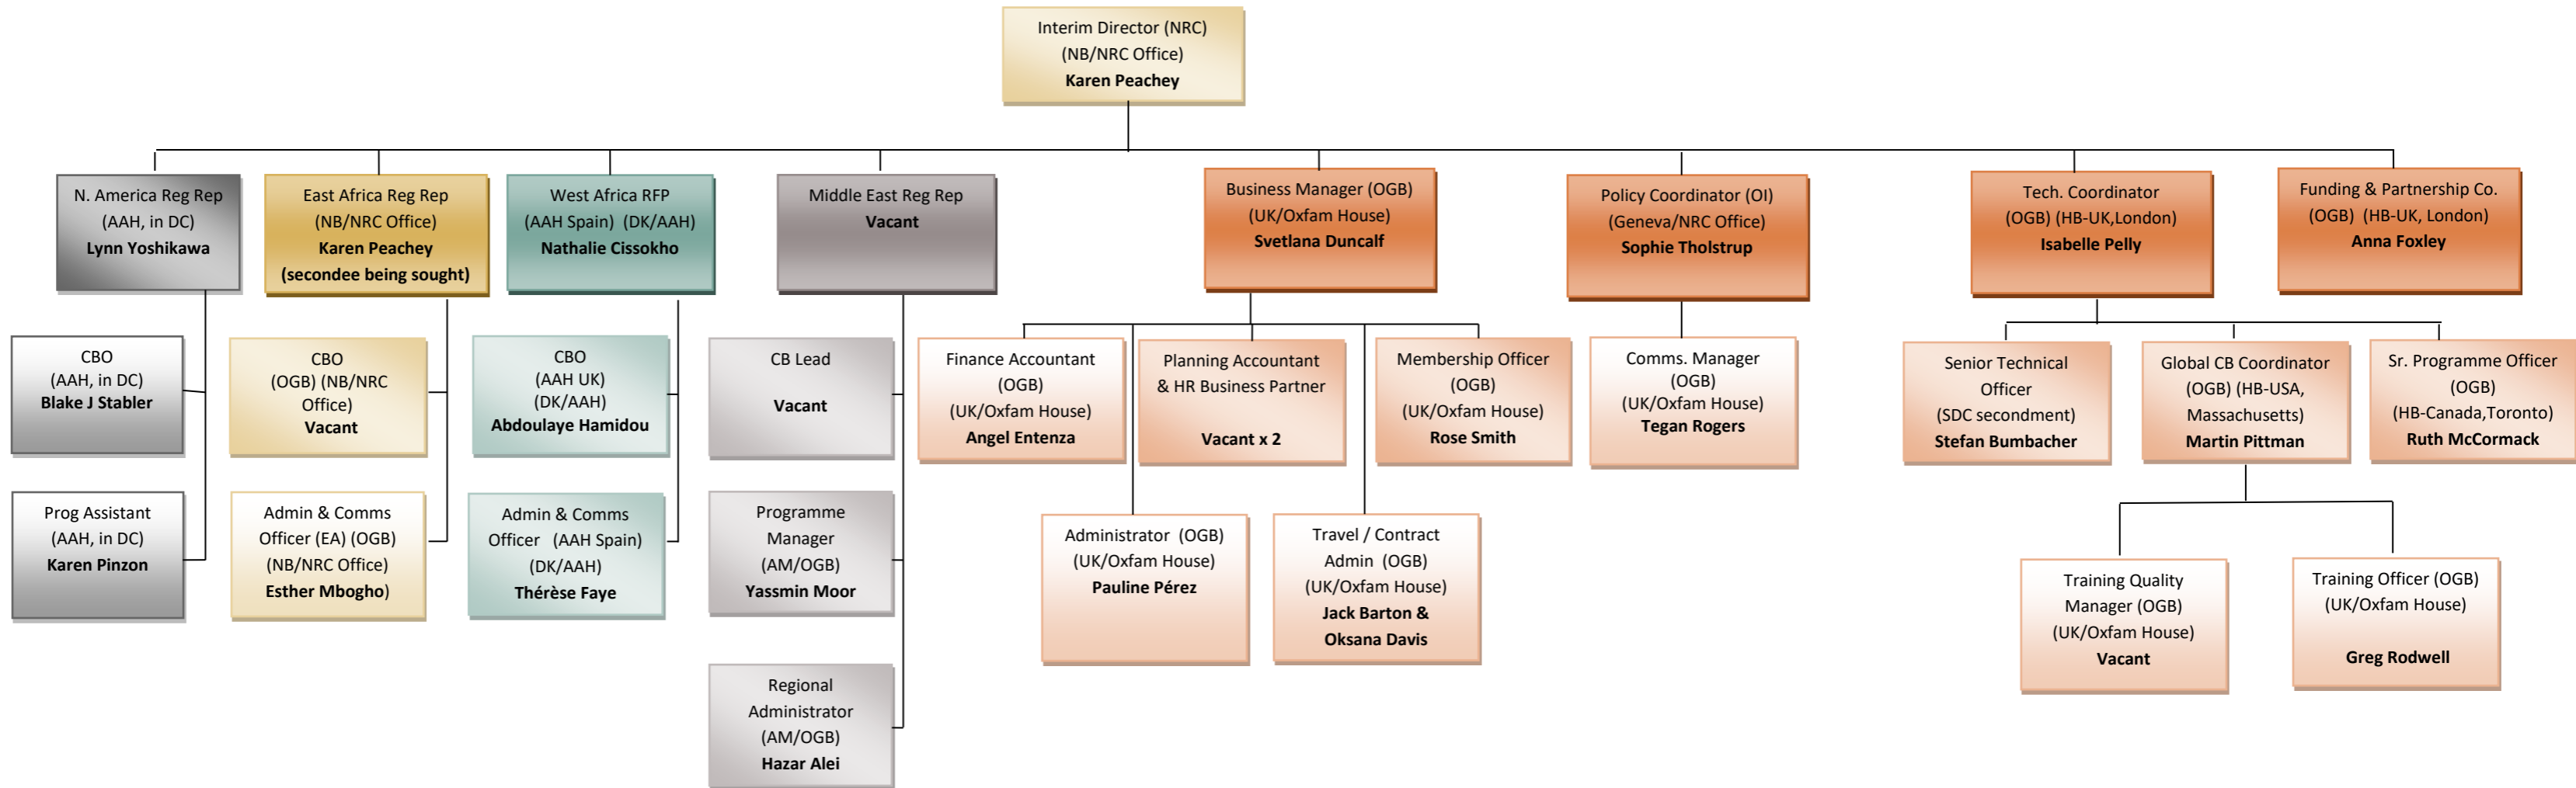 Interim Director (NRC)
(NB/NRC Office)
Karen Peachey
N. America Reg Rep
(AAH, in DC)
Lynn Yoshikawa
East Africa Reg Rep
(NB/NRC Office)
Karen Peachey
(secondee being sought)
West Africa RFP
(AAH Spain) (DK/AAH)
Nathalie Cissokho
Middle East Reg Rep
Vacant
Business Manager (OGB)
(UK/Oxfam House)
Svetlana Duncalf
Policy Coordinator (OI)
(Geneva/NRC Office)
Sophie Tholstrup
Tech. Coordinator
(OGB) (HB-UK,London)
Isabelle Pelly
Funding & Partnership Co.
(OGB) (HB-UK, London)
Anna Foxley
CBO
(AAH, in DC)
Blake J Stabler
CBO
(OGB) (NB/NRC
Office)
Vacant
CBO
(AAH UK)
(DK/AAH)
Abdoulaye Hamidou
CB Lead
Vacant
Finance Accountant
(OGB)
(UK/Oxfam House)
Angel Entenza
Planning Accountant
& HR Business Partner
Vacant x 2
Membership Officer
(OGB)
(UK/Oxfam House)
Rose Smith
Comms. Manager
(OGB)
(UK/Oxfam House)
Tegan Rogers
Senior Technical
Officer
(SDC secondment)
Stefan Bumbacher
Global CB Coordinator
(OGB) (HB-USA,
Massachusetts)
Martin Pittman
Sr. Programme Officer
(OGB)
(HB-Canada,Toronto)
Ruth McCormack
Prog Assistant
(AAH, in DC)
Karen Pinzon
Admin & Comms
Officer (EA) (OGB)
(NB/NRC Office)
Esther Mbogho)
Admin & Comms
Officer (AAH Spain)
(DK/AAH)
Thérèse Faye
Programme
Manager
(AM/OGB)
Yassmin Moor
Administrator (OGB)
(UK/Oxfam House)
Pauline Pérez
Travel / Contract
Admin (OGB)
(UK/Oxfam House)
Jack Barton &
Oksana Davis
Training Quality
Manager (OGB)
(UK/Oxfam House)
Vacant
Training Officer (OGB)
(UK/Oxfam House)
Greg Rodwell
Regional
Administrator
(AM/OGB)
Hazar Alei